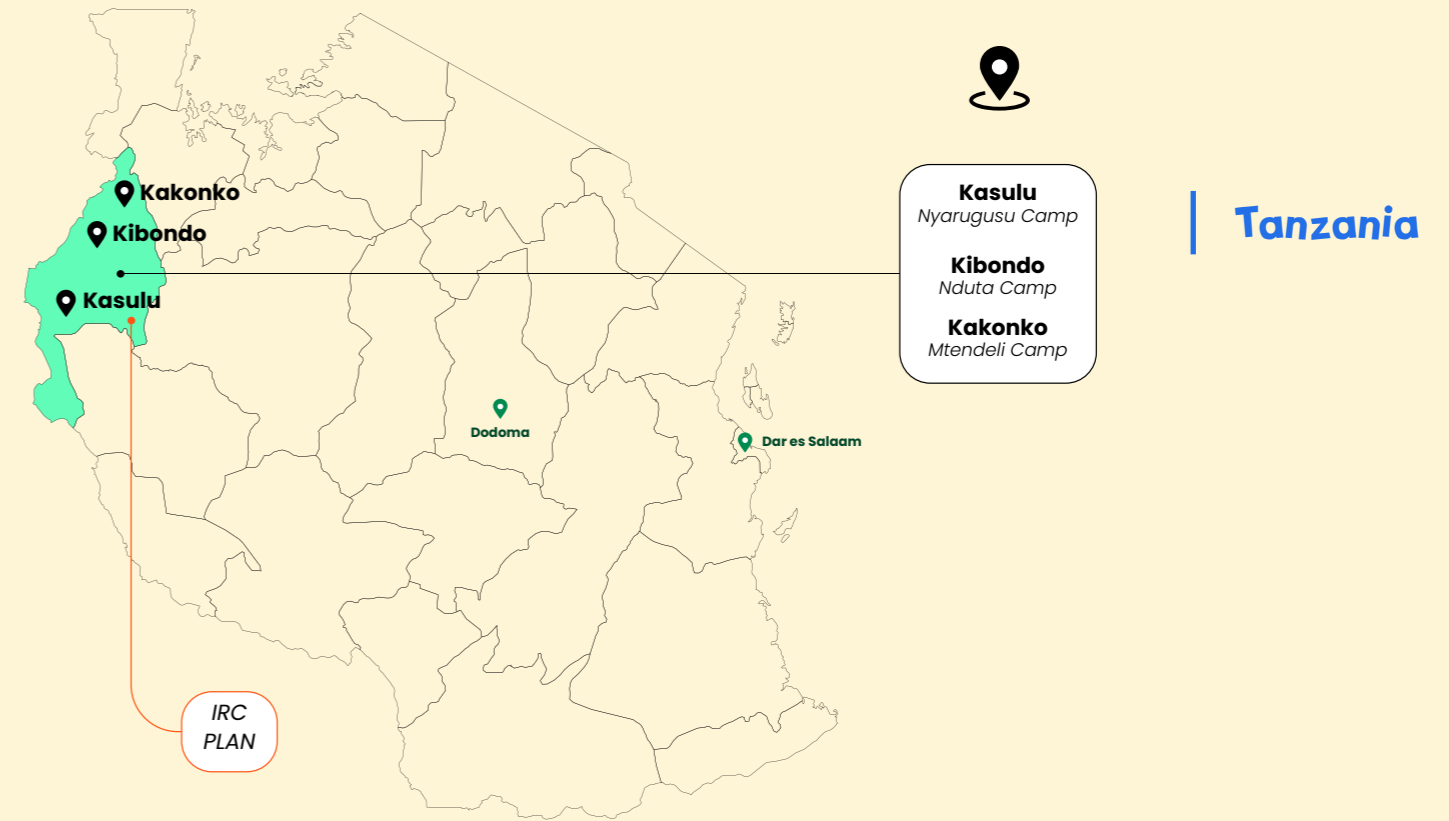 Kakonko
Kibondo
Kasulu
Dodoma
Dar es Salaam
IRC
PLAN
Kasulu
Nyarugusu Camp
Kibondo
Nduta Camp
Kakonko
Mtendeli Camp
Tanzania